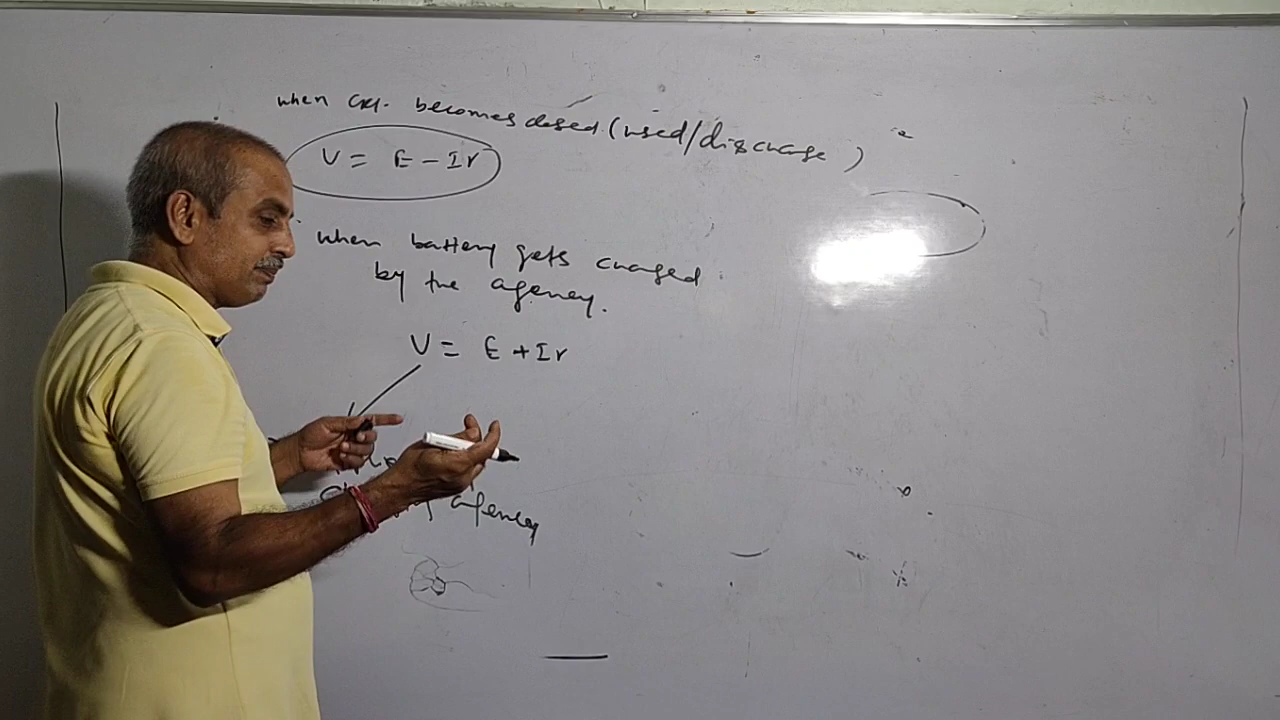 when ckt. becomes closed (used/discharge)
V = E - Ir
when battery gets charged
by the agency.
V = E + Ir
agency